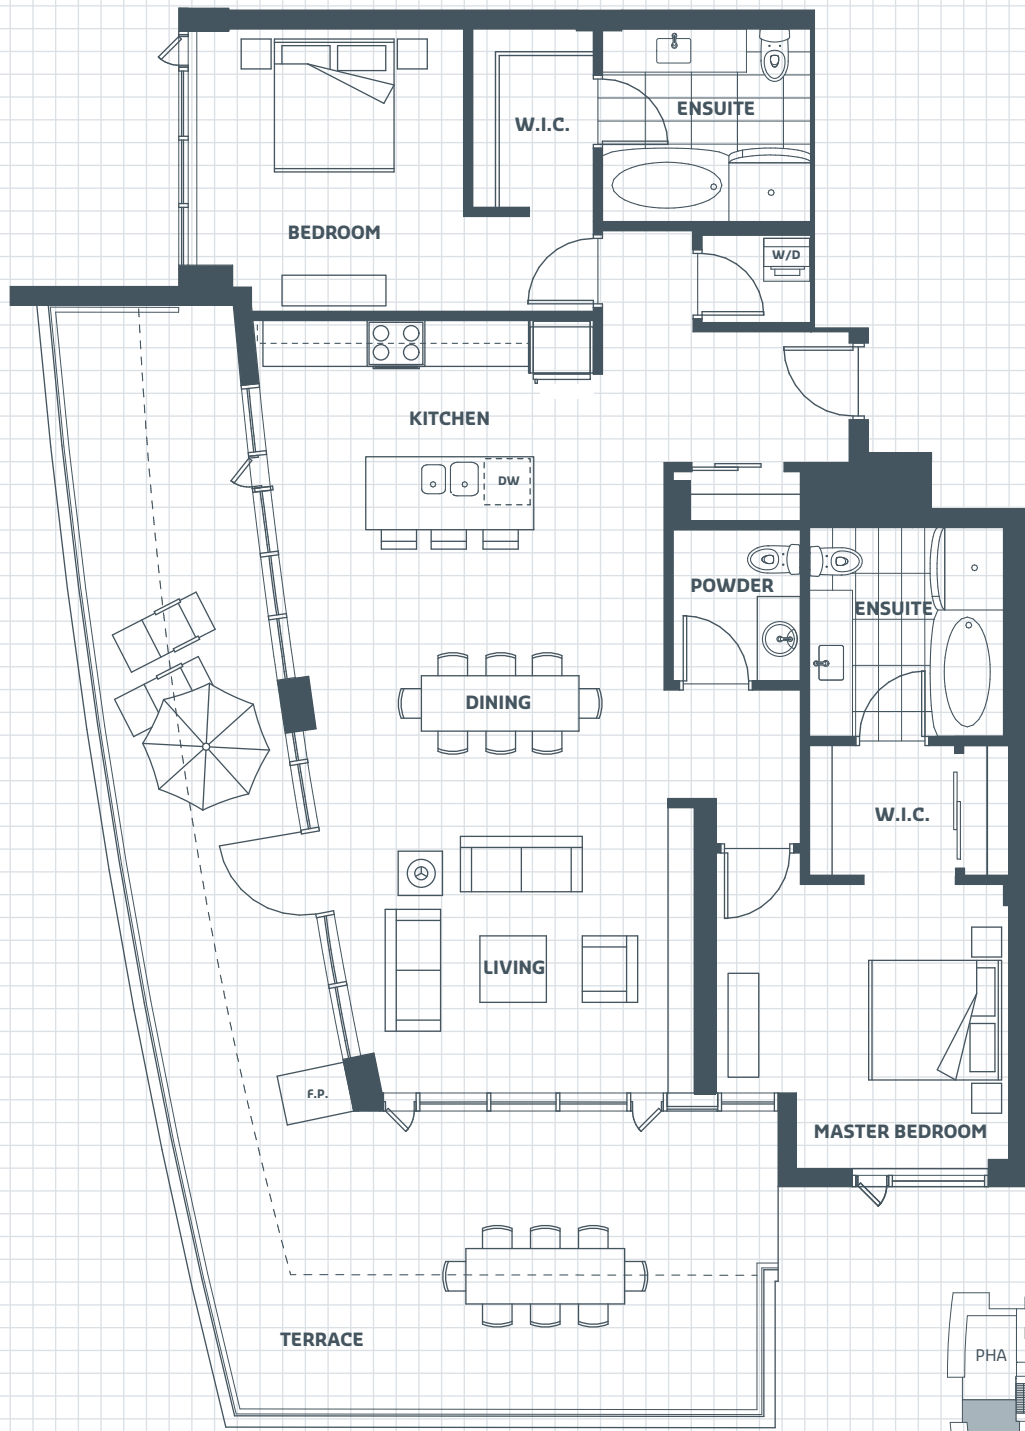 ENSUITE
W.I.C.
BEDROOM
W/D
KITCHEN
DW
POWDER
ENSUITE
DINING
W.I.C.
LIVING
F.P.
MASTER BEDROOM
TERRACE
PHA